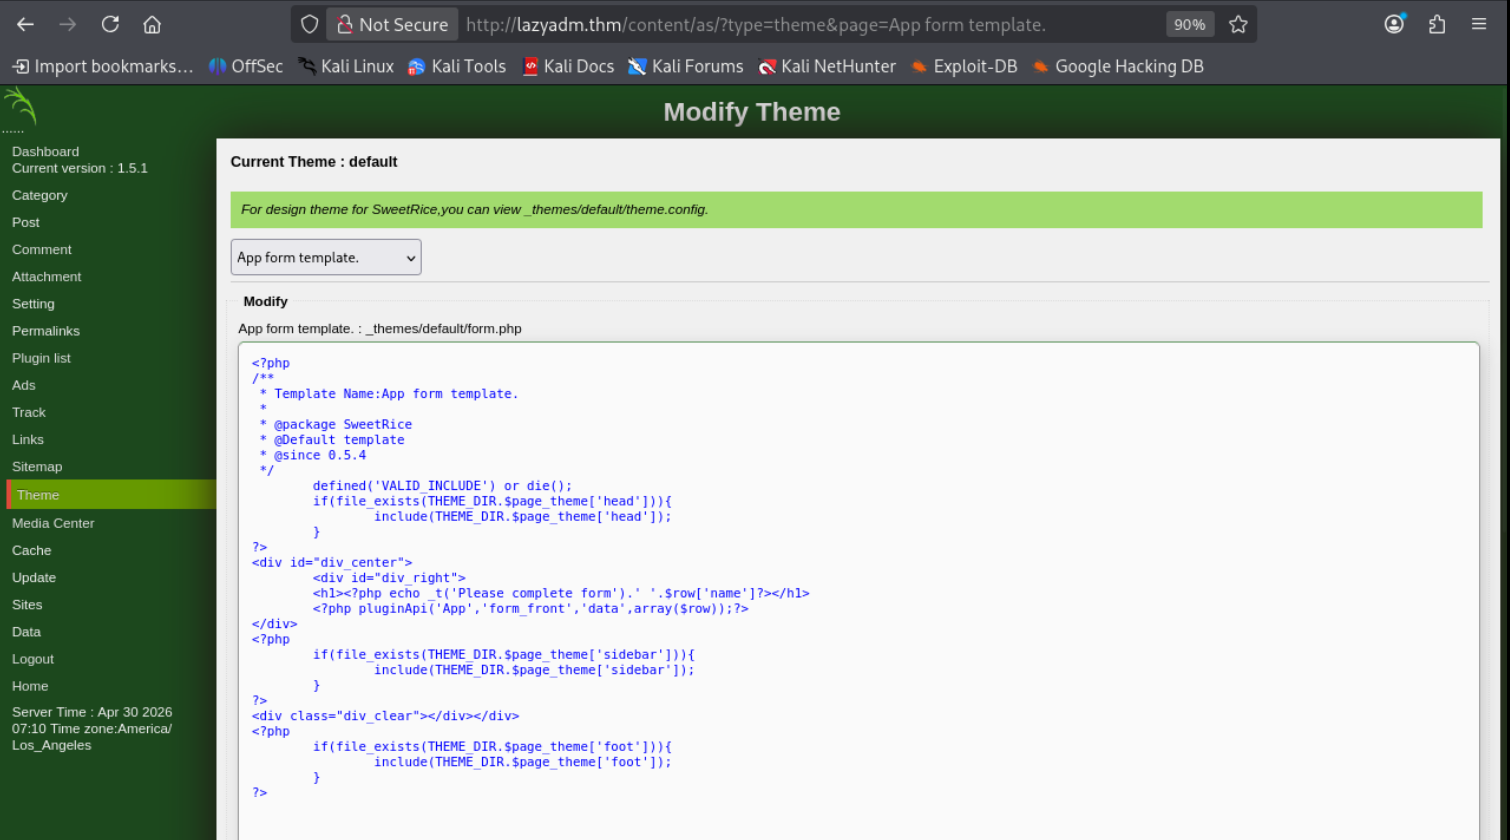 Not Secure
http://lazyadm.thm/content/as/?type=theme&page=App form template.
90%
Import bookmarks... OffSec Kali Linux Kali Tools Kali Docs Kali Forums Kali NetHunter Exploit-DB Google Hacking DB
......
Modify Theme
Dashboard
Current version : 1.5.1
Category
Post
Comment
Attachment
Setting
Permalinks
Plugin list
Ads
Track
Links
Sitemap
Theme
Media Center
Cache
Update
Sites
Data
Logout
Home
Server Time : Apr 30 2026
07:10 Time zone:America/
Los_Angeles
Current Theme : default
For design theme for SweetRice,you can view _themes/default/theme.config.
App form template.
Modify
App form template. : _themes/default/form.php
<?php
/**
 * Template Name:App form template.
 *
 * @package SweetRice
 * @Default template
 * @since 0.5.4
 */
        defined('VALID_INCLUDE') or die();
        if(file_exists(THEME_DIR.$page_theme['head'])){
                include(THEME_DIR.$page_theme['head']);
        }
?>
<div id="div_center">
        <div id="div_right">
        <h1><?php echo _t('Please complete form').' '.$row['name']?></h1>
        <?php pluginApi('App','form_front','data',array($row));?>
</div>
<?php
        if(file_exists(THEME_DIR.$page_theme['sidebar'])){
                include(THEME_DIR.$page_theme['sidebar']);
        }
?>
<div class="div_clear"></div></div>
<?php
        if(file_exists(THEME_DIR.$page_theme['foot'])){
                include(THEME_DIR.$page_theme['foot']);
        }
?>